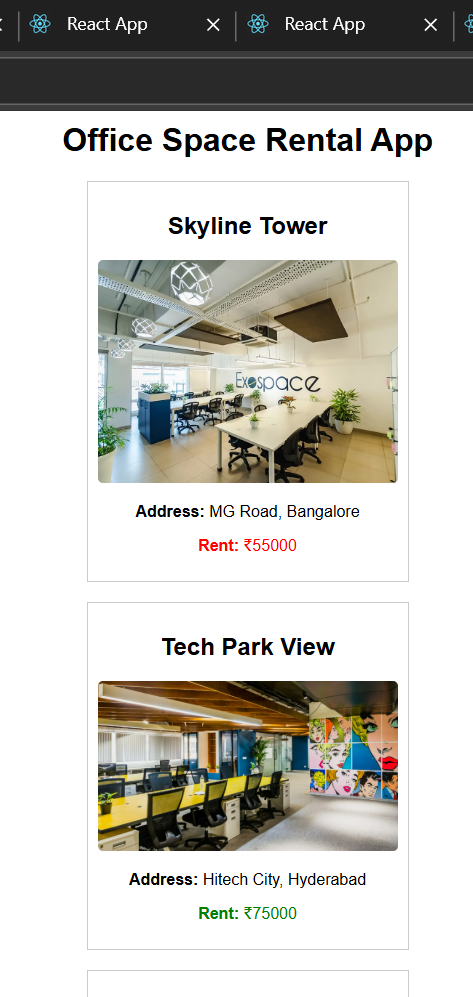 React App
React App
Office Space Rental App
Skyline Tower
Exospace
Address: MG Road, Bangalore
Rent: ₹55000
Tech Park View
Address: Hitech City, Hyderabad
Rent: ₹75000